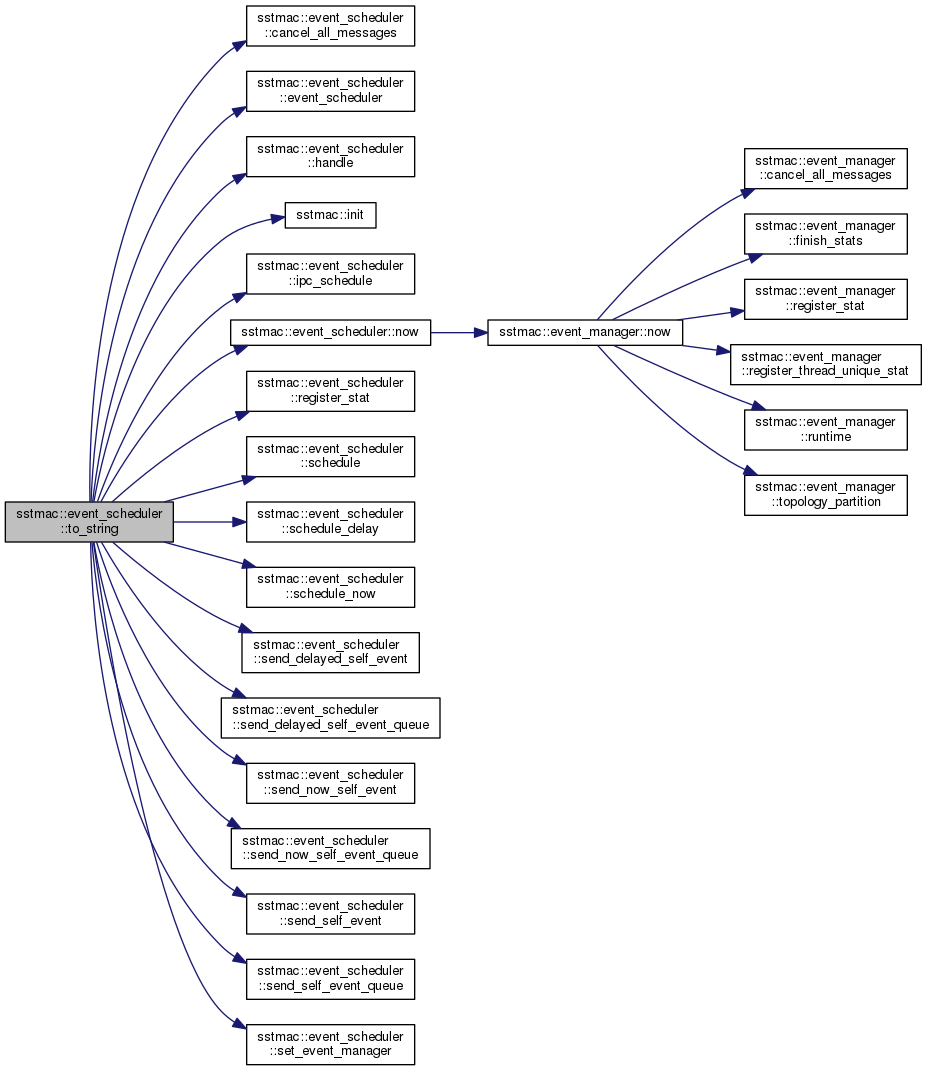 sstmac::event_scheduler
::cancel_all_messages
sstmac::event_scheduler
::event_scheduler
sstmac::event_scheduler
::handle
sstmac::init
sstmac::event_scheduler
::ipc_schedule
sstmac::event_scheduler::now
sstmac::event_scheduler
::register_stat
sstmac::event_scheduler
::schedule
sstmac::event_scheduler
::to_string
sstmac::event_scheduler
::schedule_delay
sstmac::event_scheduler
::schedule_now
sstmac::event_scheduler
::send_delayed_self_event
sstmac::event_scheduler
::send_delayed_self_event_queue
sstmac::event_scheduler
::send_now_self_event
sstmac::event_scheduler
::send_now_self_event_queue
sstmac::event_scheduler
::send_self_event
sstmac::event_scheduler
::send_self_event_queue
sstmac::event_scheduler
::set_event_manager
sstmac::event_manager::now
sstmac::event_manager
::cancel_all_messages
sstmac::event_manager
::finish_stats
sstmac::event_manager
::register_stat
sstmac::event_manager
::register_thread_unique_stat
sstmac::event_manager
::runtime
sstmac::event_manager
::topology_partition